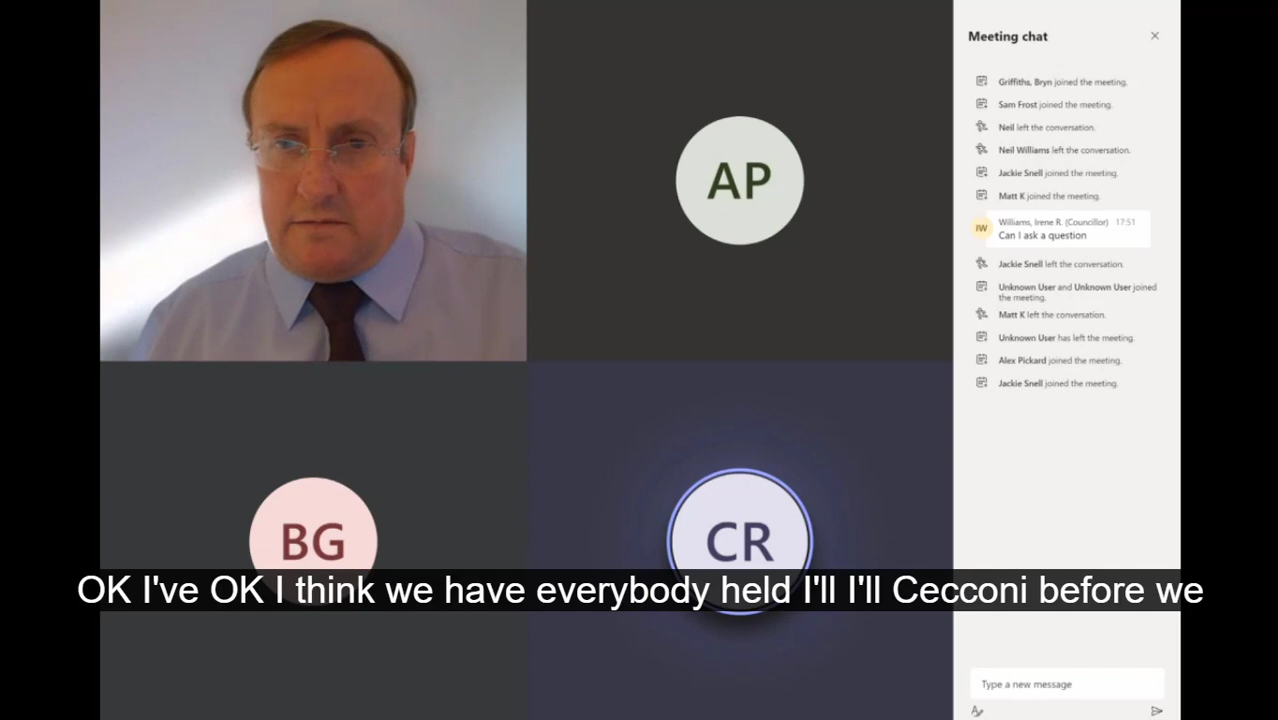 Meeting chat
Griffiths, Bryn joined the meeting.
Sam Frost joined the meeting.
Neil left the conversation.
Neil Williams left the conversation.
Jackie Snell joined the meeting.
Matt K joined the meeting.
IW
Williams, Irene R. (Councillor) 17:51
Can I ask a question
Jackie Snell left the conversation.
Unknown User and Unknown User joined
the meeting.
Matt K left the conversation.
Unknown User has left the meeting.
Alex Pickard joined the meeting.
Jackie Snell joined the meeting.
AP
BG
CR
OK I've OK I think we have everybody held I'll I'll Cecconi before we
Type a new message